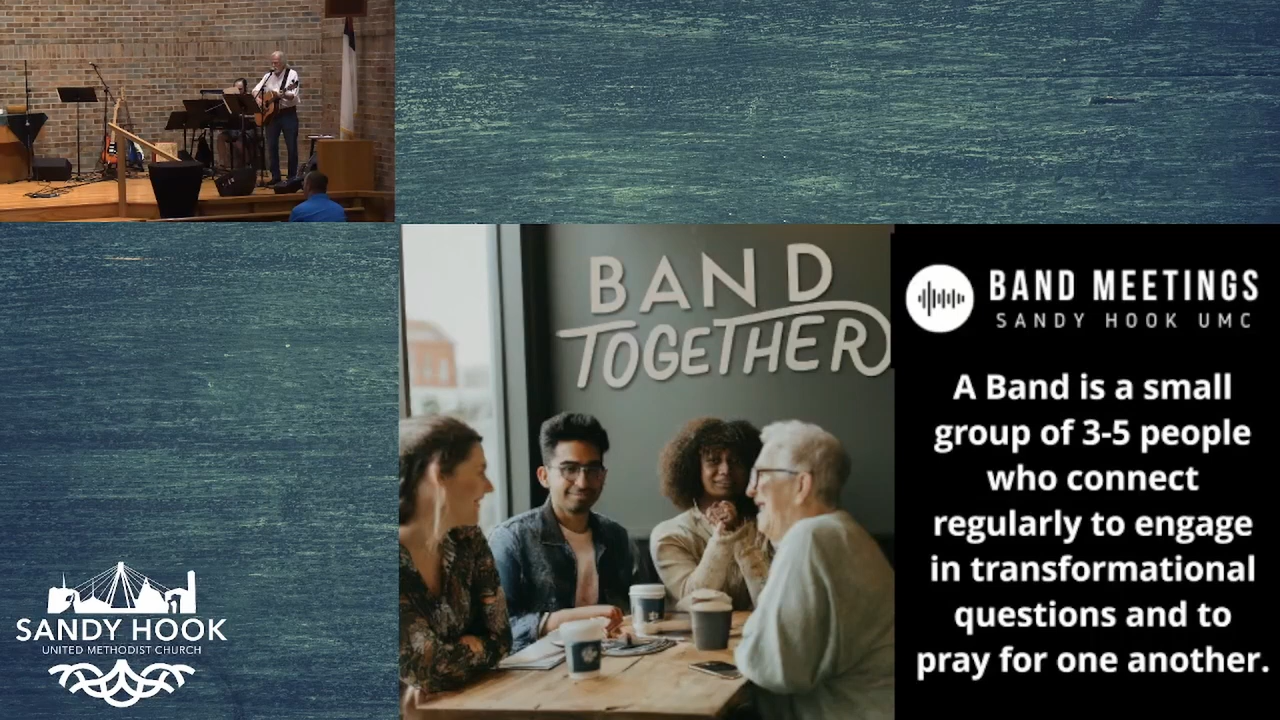 BAND
TOGETHER
BAND MEETINGS
SANDY HOOK UMC
A Band is a small
group of 3-5 people
who connect
regularly to engage
in transformational
questions and to
pray for one another.
SANDY HOOK
UNITED METHODIST CHURCH